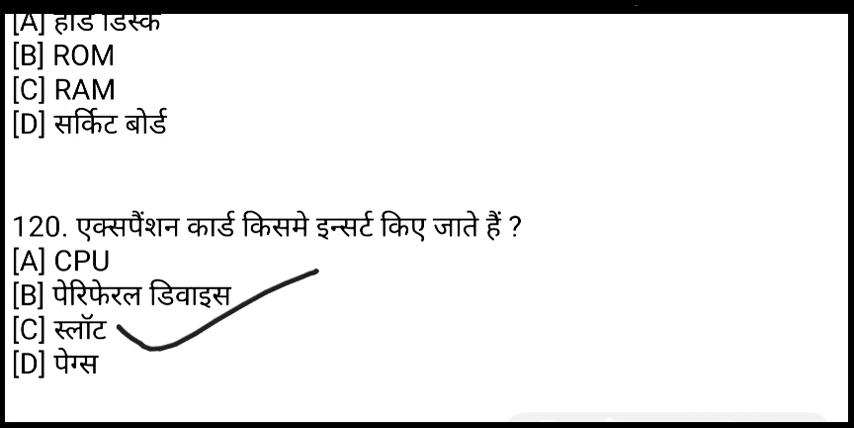 [A] हार्ड डिस्क
[B] ROM
[C] RAM
[D] सर्किट बोर्ड
120. एक्सपैंशन कार्ड किसमे इन्सर्ट किए जाते हैं ?
[A] CPU
[B] पेरिफेरल डिवाइस
[C] स्लॉट
[D] पेग्स